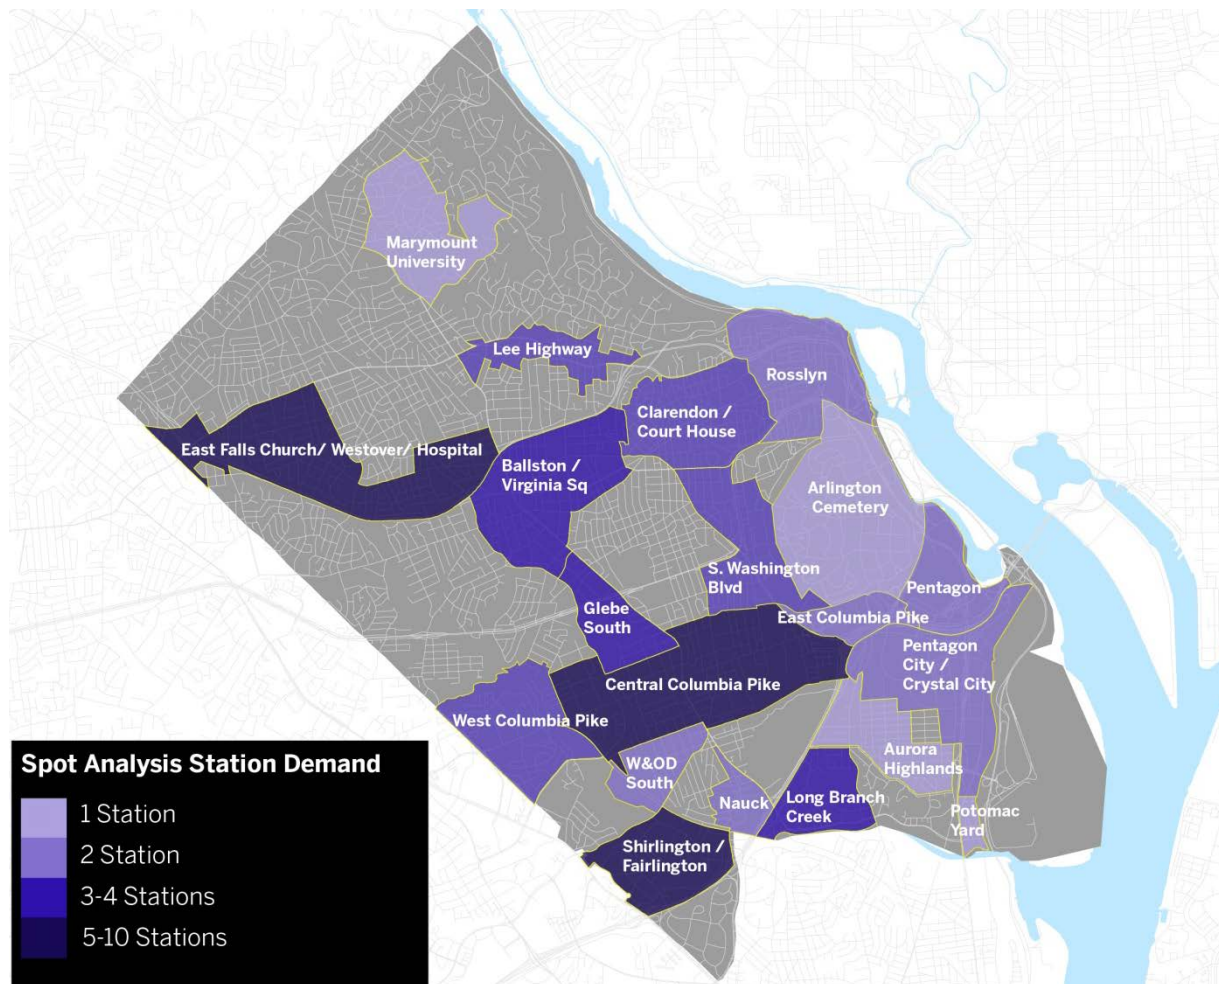 Marymount
University
Lee Highway
Rosslyn
Clarendon /
Court House
East Falls Church/ Westover/ Hospital
Ballston /
Virginia Sq
Arlington
Cemetery
S. Washington
Blvd
Pentagon
Glebe
South
East Columbia Pike
Pentagon
City /
Crystal City
Central Columbia Pike
West Columbia Pike
W&OD
South
Aurora
Highlands
Nauck
Long Branch
Creek
Potomac
Yard
Shirlington /
Fairlington
Spot Analysis Station Demand
1 Station
2 Station
3-4 Stations
5-10 Stations